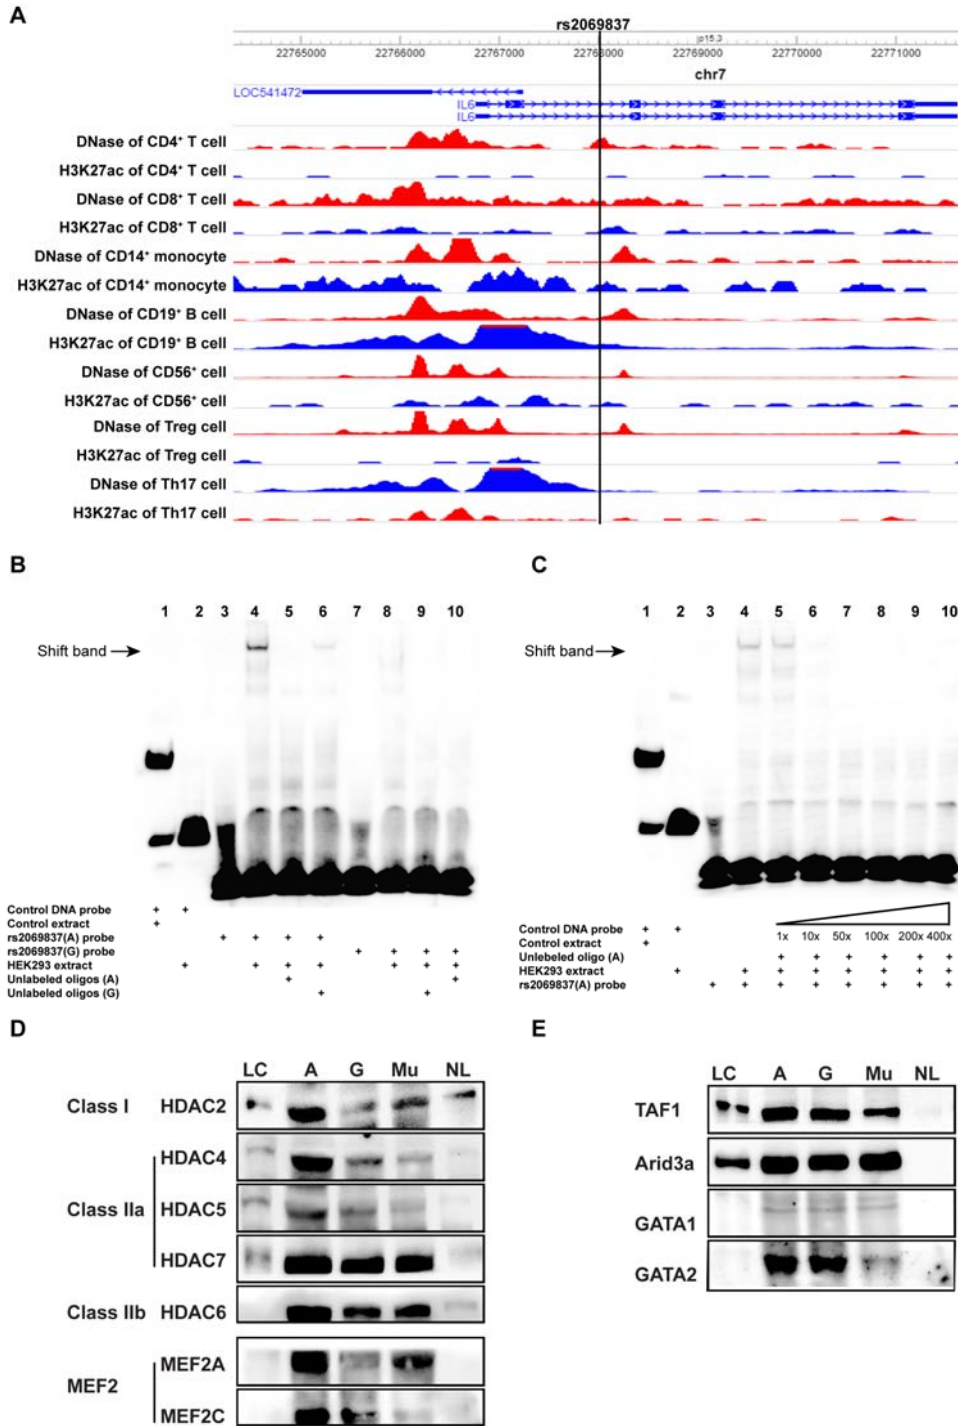 A
rs2069837
p15.3
22765000 22766000 22767000 22768000 22769000 22770000 22771000
chr7
LOC541472
IL6
IL6
DNase of CD4⁺ T cell
H3K27ac of CD4⁺ T cell
DNase of CD8⁺ T cell
H3K27ac of CD8⁺ T cell
DNase of CD14⁺ monocyte
H3K27ac of CD14⁺ monocyte
DNase of CD19⁺ B cell
H3K27ac of CD19⁺ B cell
DNase of CD56⁺ cell
H3K27ac of CD56⁺ cell
DNase of Treg cell
H3K27ac of Treg cell
DNase of Th17 cell
H3K27ac of Th17 cell
B
1 2 3 4 5 6 7 8 9 10
Shift band
Control DNA probe + +
Control extract +
rs2069837(A) probe + + + +
rs2069837(G) probe + + + +
HEK293 extract + + + + + + +
Unlabeled oligos (A) + +
Unlabeled oligos (G) + +
C
1 2 3 4 5 6 7 8 9 10
Shift band
1x 10x 50x 100x 200x 400x
Control DNA probe + +
Control extract +
Unlebeled oligo (A) + + + + + +
HEK293 extract + + + + + + + +
rs2069837(A) probe + + + + + + + +
D
LC A G Mu NL
Class I HDAC2
HDAC4
Class IIa HDAC5
HDAC7
Class IIb HDAC6
MEF2A
MEF2
MEF2C
E
LC A G Mu NL
TAF1
Arid3a
GATA1
GATA2